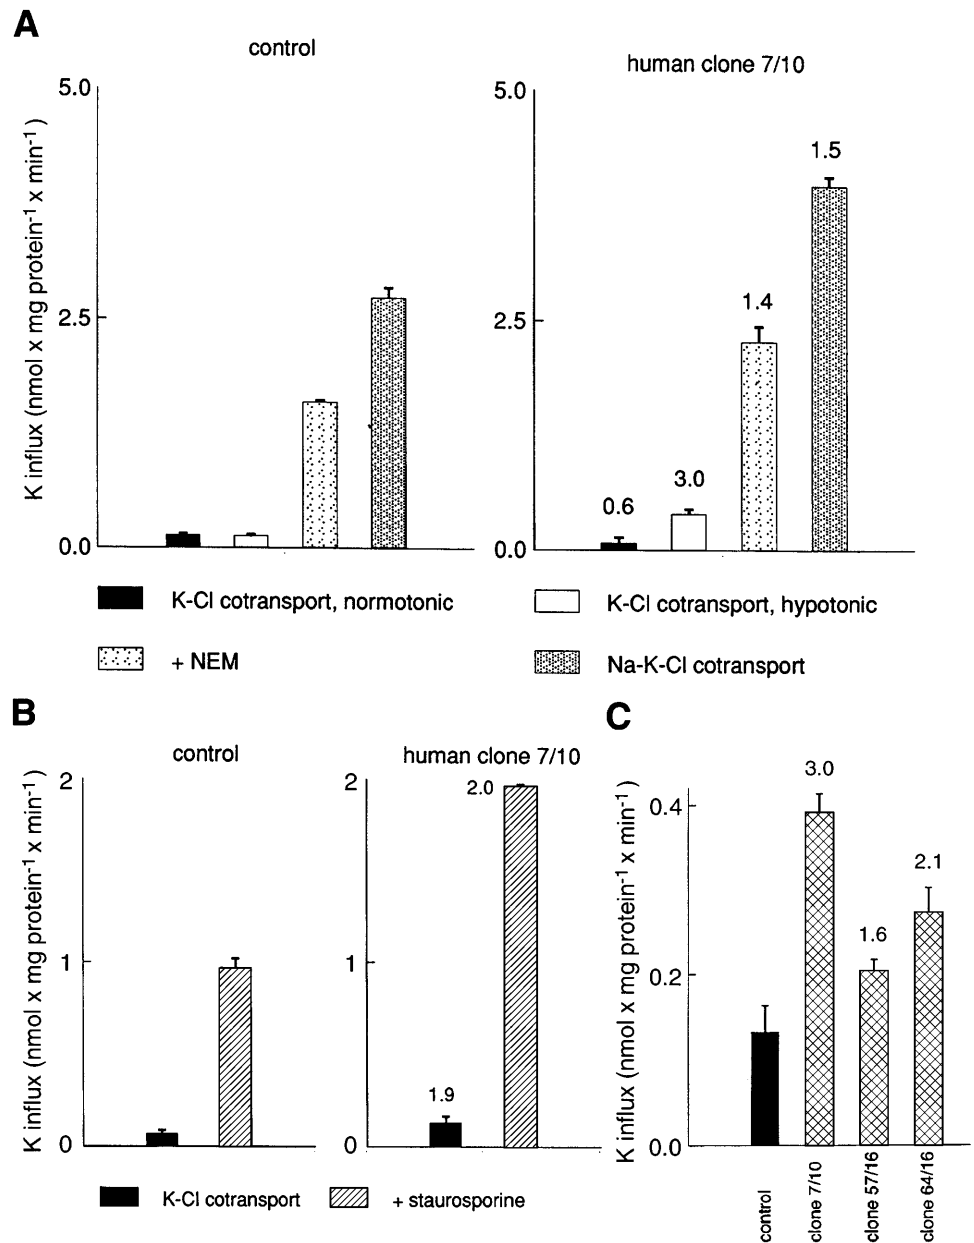 A
control
human clone 7/10
K influx (nmol x mg protein-1 x min-1 )
5.0
2.5
0.0
5.0
2.5
0.0
0.6
3.0
1.4
1.5
K-Cl cotransport, normotonic
K-Cl cotransport, hypotonic
+ NEM
Na-K-Cl cotransport
B
control
human clone 7/10
K influx (nmol x mg protein-1 x min-1 )
2
1
0
2
1
0
1.9
2.0
K-Cl cotransport
+ staurosporine
C
K influx (nmol x mg protein-1 x min-1 )
0.4
0.2
0.0
3.0
1.6
2.1
control
clone 7/10
clone 57/16
clone 64/16